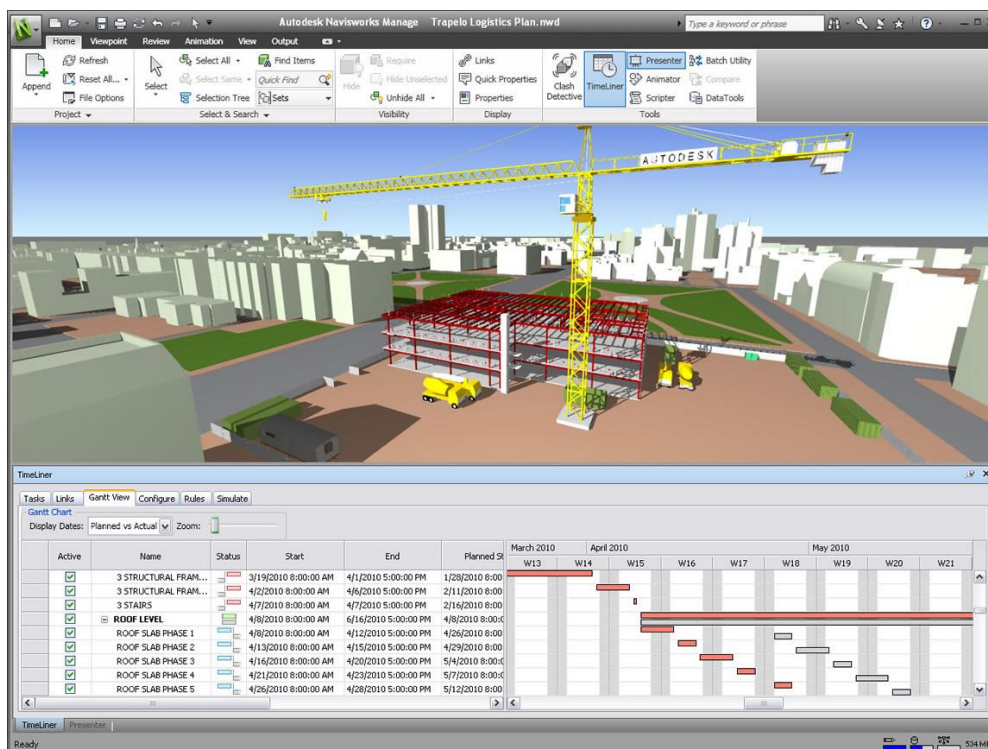 Autodesk Navisworks Manage Trapelo Logistics Plan.nwd
Type a keyword or phrase
Home Viewpoint Review Animation View Output
Append
Refresh
Reset All...
File Options
Project
Select
Select All
Select Same
Selection Tree
Find Items
Quick Find
Sets
Select & Search
Hide
Require
Hide Unselected
Unhide All
Visibility
Links
Quick Properties
Properties
Display
Clash Detective
TimeLiner
Presenter
Animator
Scripter
Batch Utility
Compare
DataTools
Tools
AUTODESK
TimeLiner
Tasks Links Gantt View Configure Rules Simulate
Gantt Chart
Display Dates: Planned vs Actual Zoom:
Active Name Status Start End Planned St
March 2010 April 2010 May 2010
W13 W14 W15 W16 W17 W18 W19 W20 W21
3 STRUCTURAL FRAM... 3/19/2010 8:00:00 AM 4/1/2010 5:00:00 PM 1/28/2010 8:00
3 STRUCTURAL FRAM... 4/2/2010 8:00:00 AM 4/6/2010 5:00:00 PM 2/11/2010 8:00
3 STAIRS 4/7/2010 8:00:00 AM 4/7/2010 5:00:00 PM 2/16/2010 8:00
ROOF LEVEL 4/8/2010 8:00:00 AM 6/16/2010 5:00:00 PM 4/8/2010 8:00:
ROOF SLAB PHASE 1 4/8/2010 8:00:00 AM 4/12/2010 5:00:00 PM 4/26/2010 8:00
ROOF SLAB PHASE 2 4/13/2010 8:00:00 AM 4/15/2010 5:00:00 PM 4/29/2010 8:00
ROOF SLAB PHASE 3 4/16/2010 8:00:00 AM 4/20/2010 5:00:00 PM 5/4/2010 8:00:
ROOF SLAB PHASE 4 4/21/2010 8:00:00 AM 4/23/2010 5:00:00 PM 5/7/2010 8:00:
ROOF SLAB PHASE 5 4/26/2010 8:00:00 AM 4/28/2010 5:00:00 PM 5/12/2010 8:00
TimeLiner Presenter
Ready
534 M